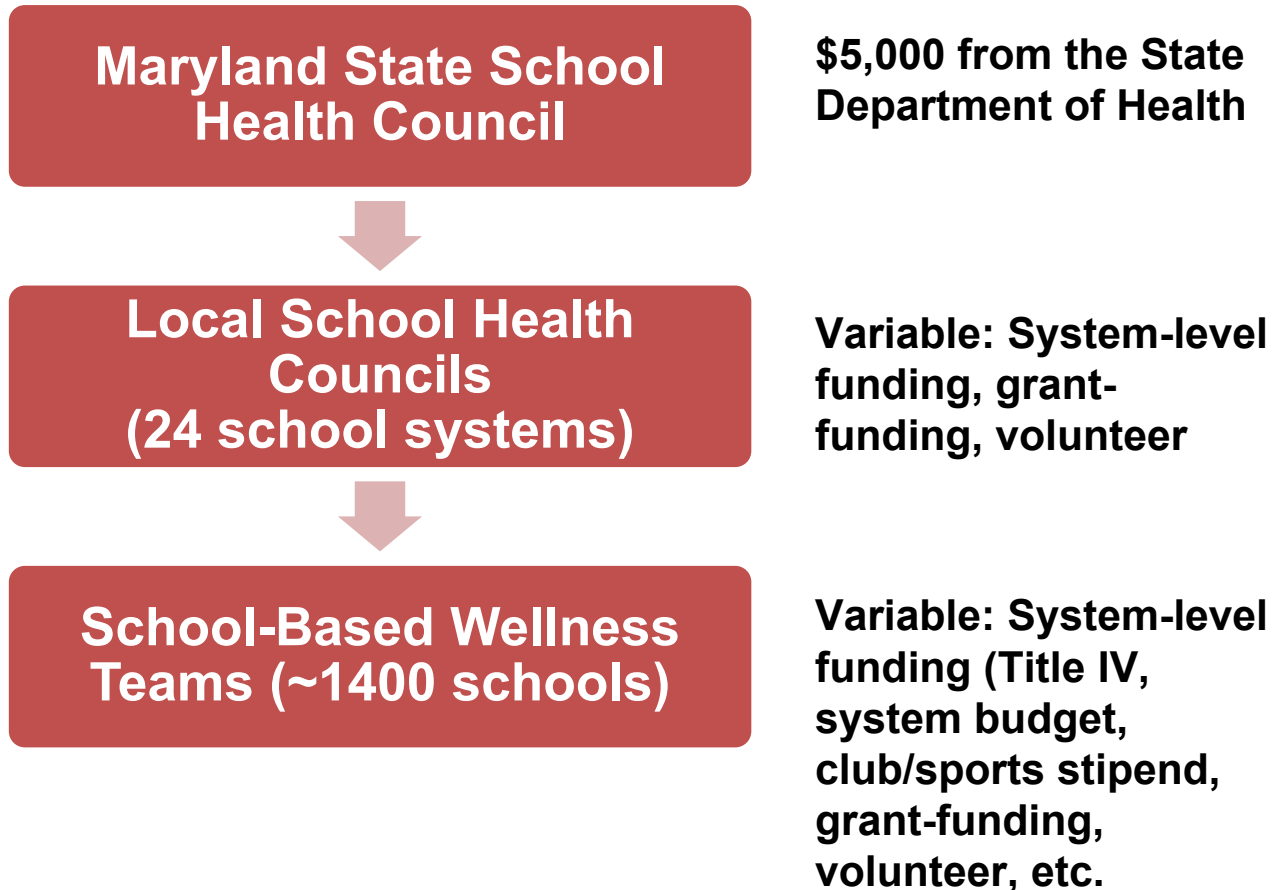 Maryland State School
Health Council
$5,000 from the State
Department of Health
Local School Health
Councils
(24 school systems)
Variable: System-level
funding, grant-
funding, volunteer
School-Based Wellness
Teams (~1400 schools)
Variable: System-level
funding (Title IV,
system budget,
club/sports stipend,
grant-funding,
volunteer, etc.